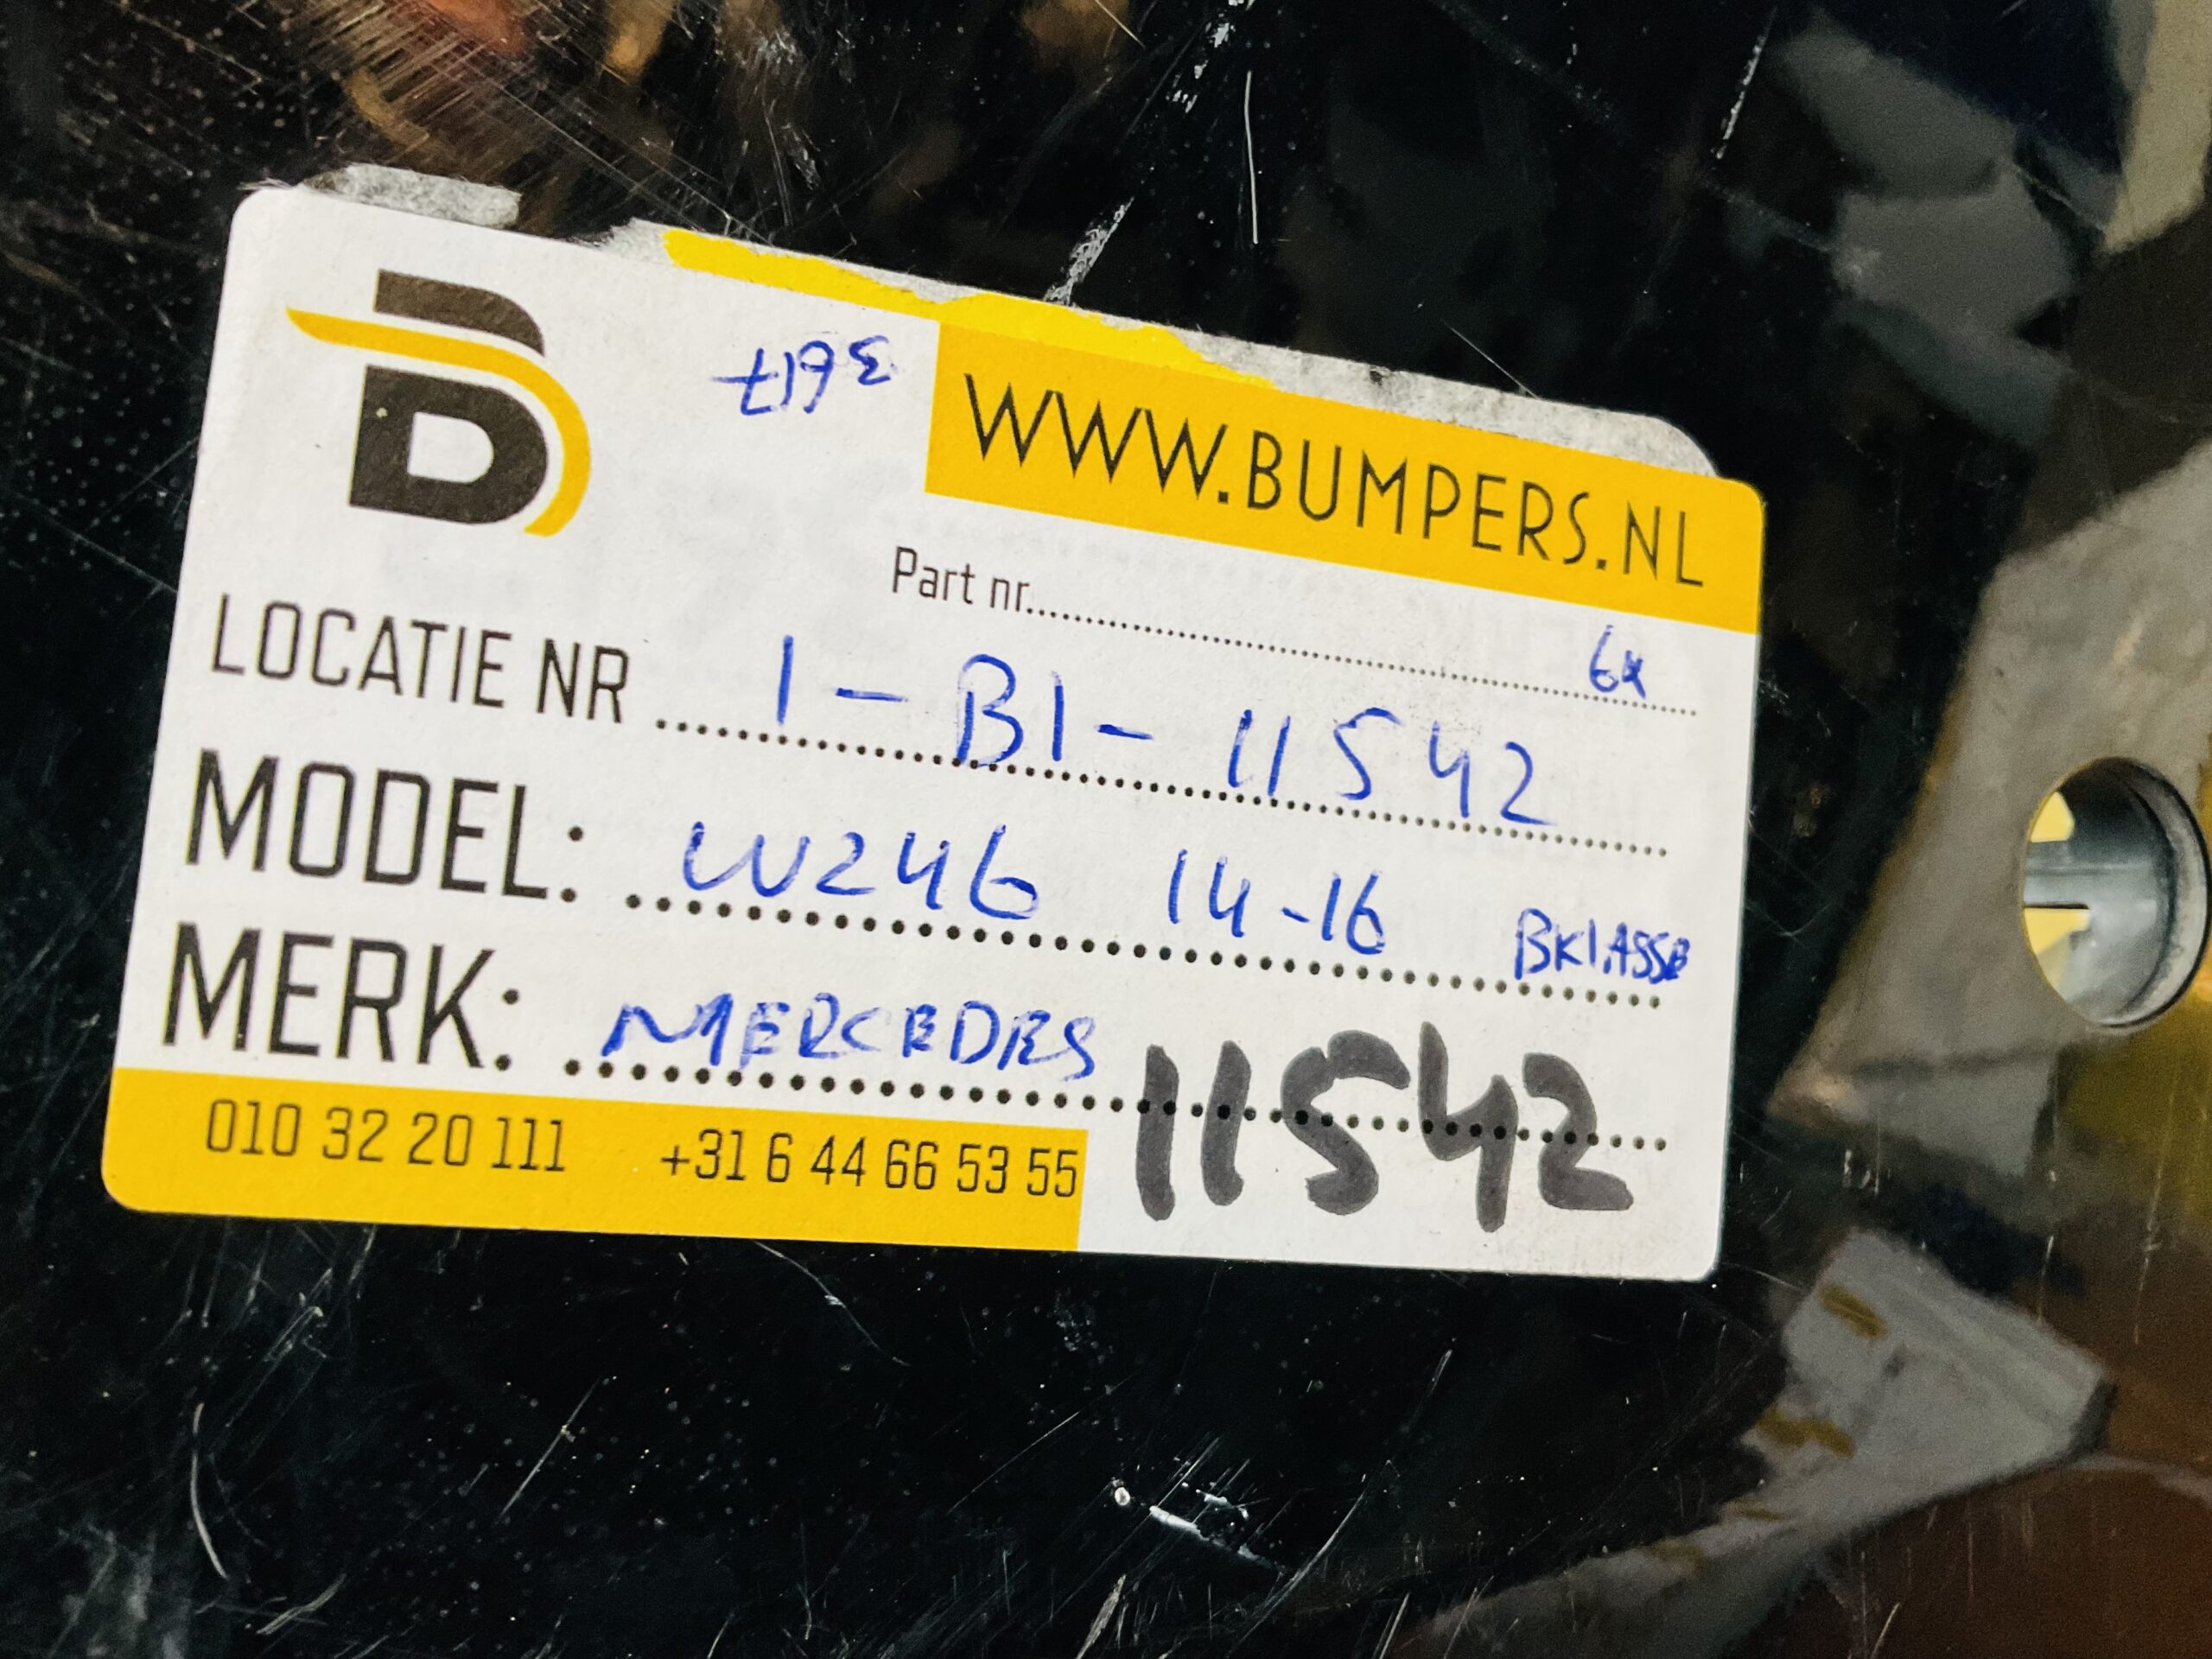 WWW.BUMPERS.NL
Part nr.
6x
LOCATIE NR 1-B1-11542
MODEL: W246 14-16 BKLASSE
MERK: MERCEDES
11542
010 32 20 111 +31 6 44 66 53 55